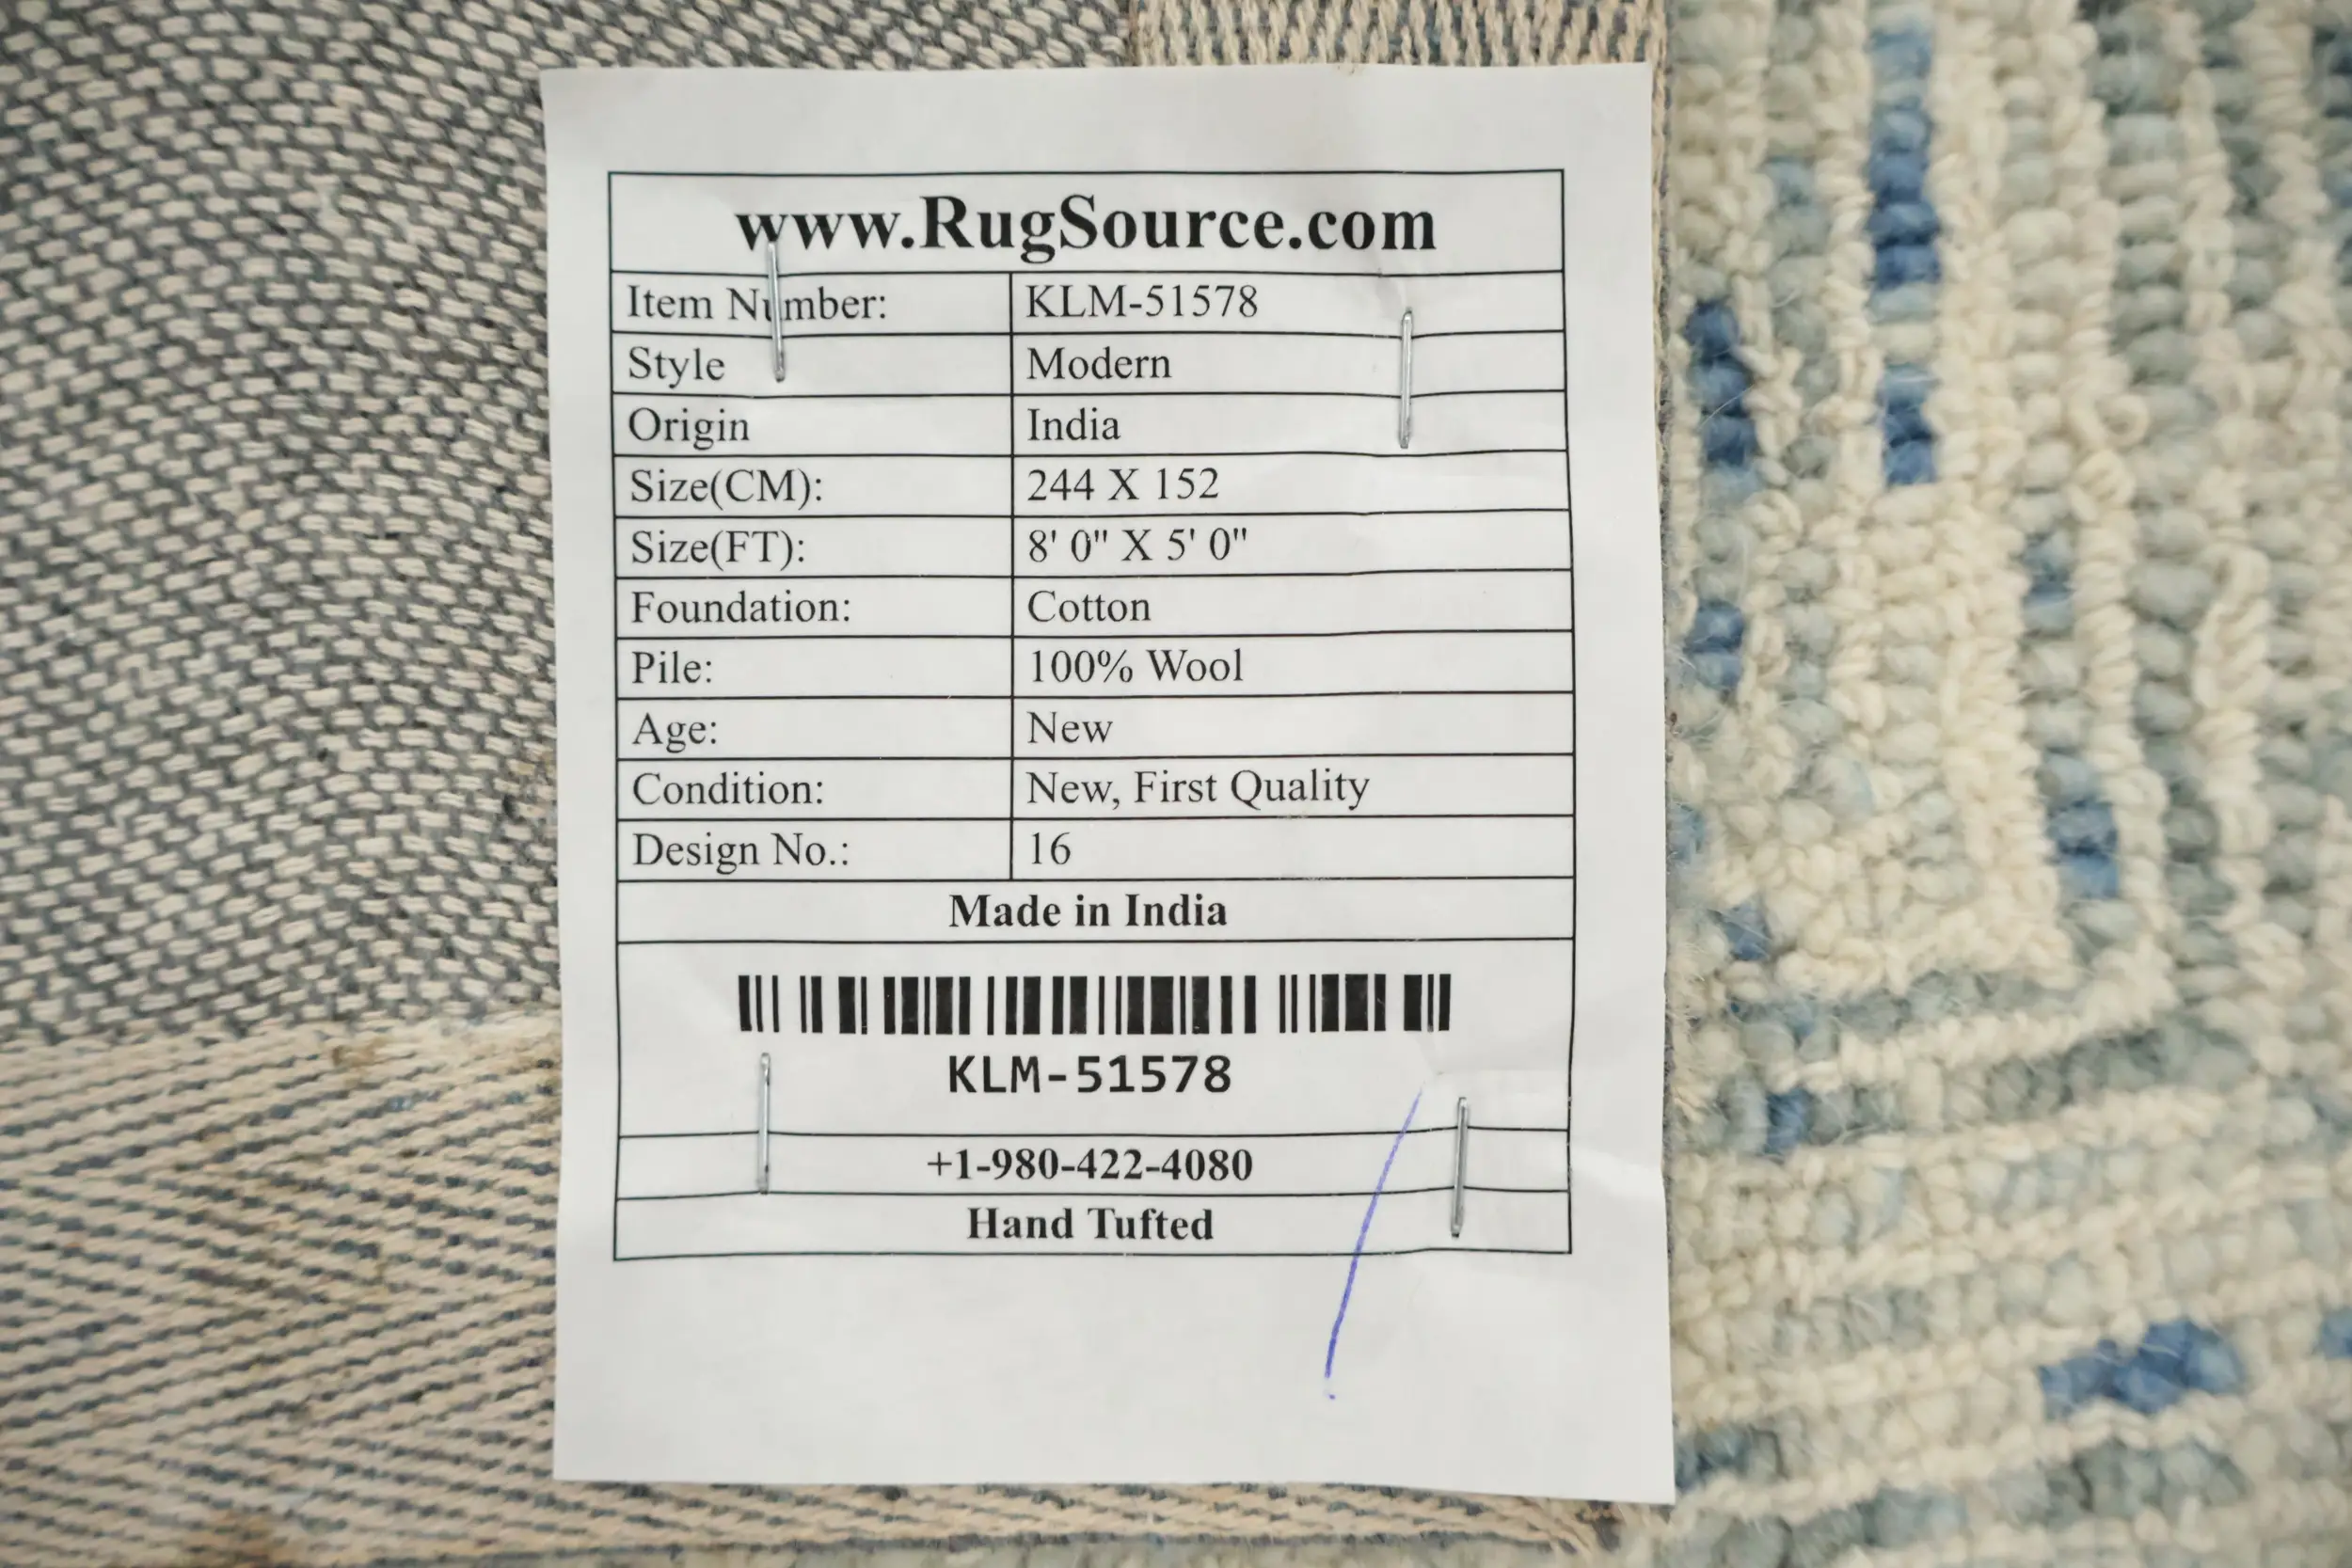 www.RugSource.com
Item Number: KLM-51578
Style Modern
Origin India
Size(CM): 244 X 152
Size(FT): 8' 0" X 5' 0"
Foundation: Cotton
Pile: 100% Wool
Age: New
Condition: New, First Quality
Design No.: 16
Made in India
KLM-51578
+1-980-422-4080
Hand Tufted